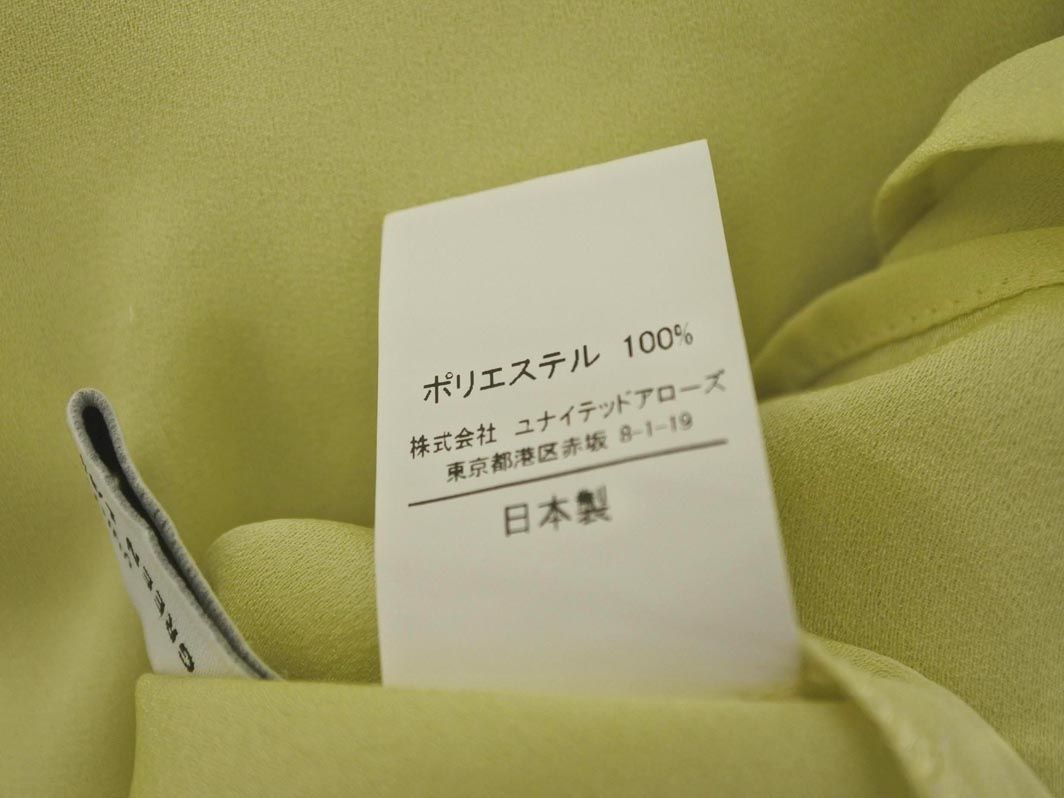 ポリエステル 100%
株式会社 ユナイテッドアローズ
東京都港区赤坂 8-1-19
日本製
GREEN